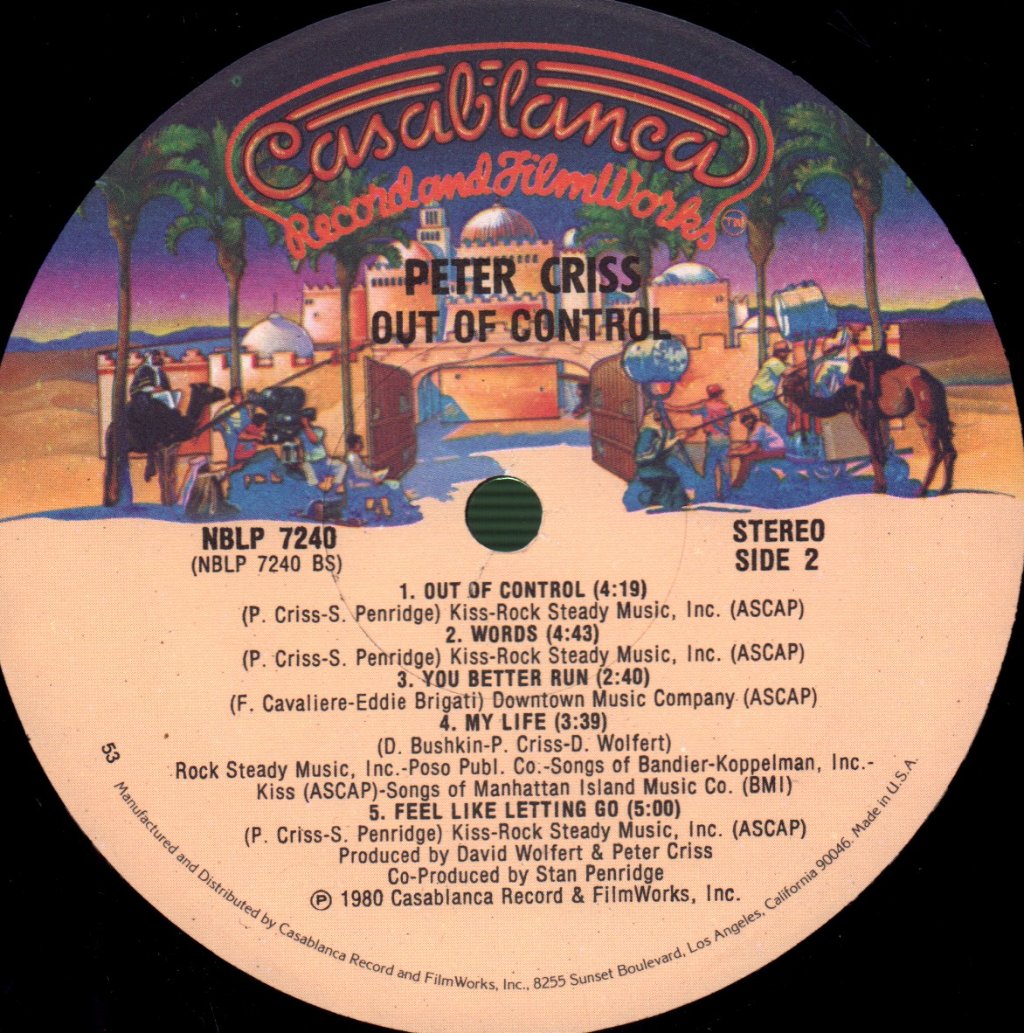 Casablanca
Record and FilmWorks
TM
PETER CRISS
OUT OF CONTROL
NBLP 7240
(NBLP 7240 BS)
STEREO
SIDE 2
1. OUT OF CONTROL (4:19)
(P. Criss-S. Penridge) Kiss-Rock Steady Music, Inc. (ASCAP)
2. WORDS (4:43)
(P. Criss-S. Penridge) Kiss-Rock Steady Music, Inc. (ASCAP)
3. YOU BETTER RUN (2:40)
(F. Cavaliere-Eddie Brigati) Downtown Music Company (ASCAP)
4. MY LIFE (3:39)
(D. Bushkin-P. Criss-D. Wolfert)
Rock Steady Music, Inc.-Poso Publ. Co.-Songs of Bandier-Koppelman, Inc.-
Kiss (ASCAP)-Songs of Manhattan Island Music Co. (BMI)
5. FEEL LIKE LETTING GO (5:00)
(P. Criss-S. Penridge) Kiss-Rock Steady Music, Inc. (ASCAP)
Produced by David Wolfert & Peter Criss
Co-Produced by Stan Penridge
℗ 1980 Casablanca Record & FilmWorks, Inc.
53 Manufactured and Distributed by Casablanca Record and FilmWorks, Inc., 8255 Sunset Boulevard, Los Angeles, California 90046. Made in U.S.A.